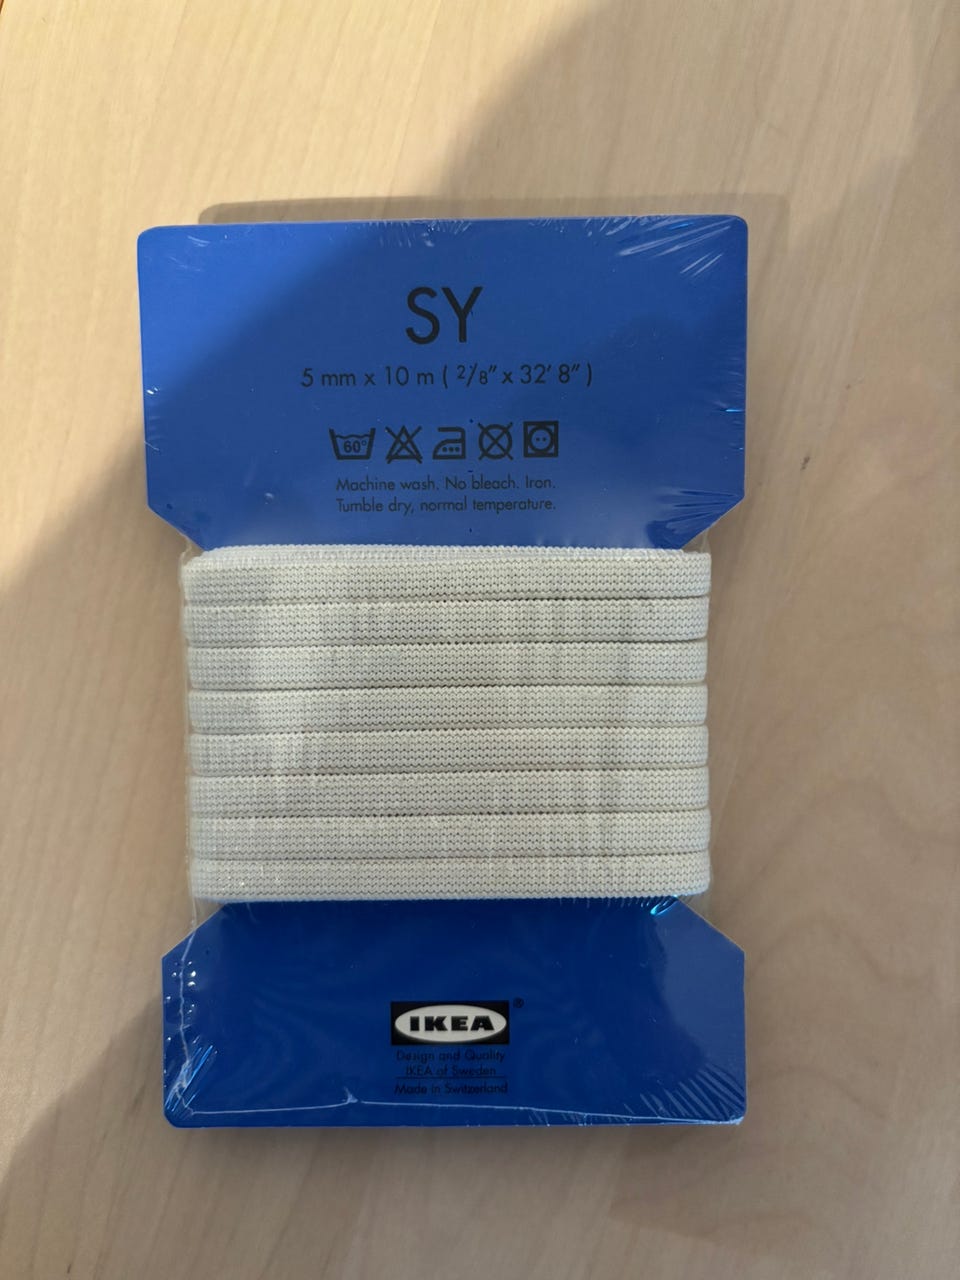 SY
5 mm x 10 m ( 2/8" x 32' 8" )
60°
Machine wash. No bleach. Iron.
Tumble dry, normal temperature.
IKEA ®
Design and Quality
IKEA of Sweden
Made in Switzerland